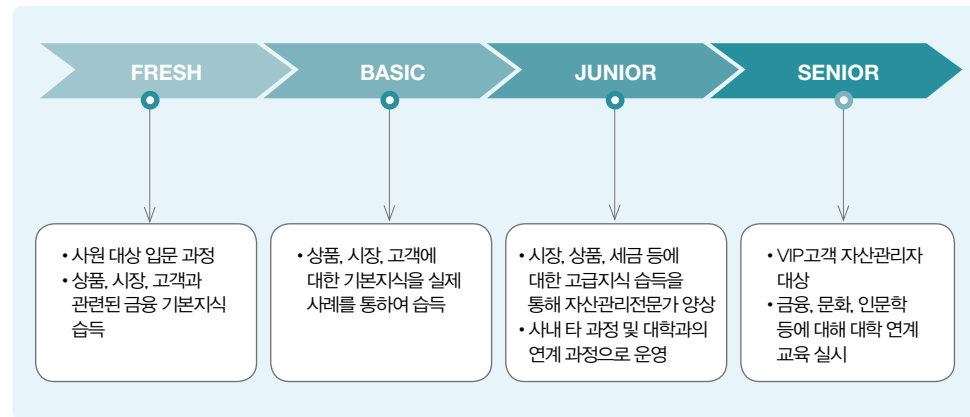 FRESH
BASIC
JUNIOR
SENIOR
• 사원 대상 입문 과정
• 상품, 시장, 고객과
관련된 금융 기본지식
습득
• 상품, 시장, 고객에
대한 기본지식을 실제
사례를 통하여 습득
• 시장, 상품, 세금 등에
대한 고급지식 습득을
통해 자산관리전문가 양상
• 사내 타 과정 및 대학과의
연계 과정으로 운영
• VIP고객 자산관리자
대상
• 금융, 문화, 인문학
등에 대해 대학 연계
교육 실시